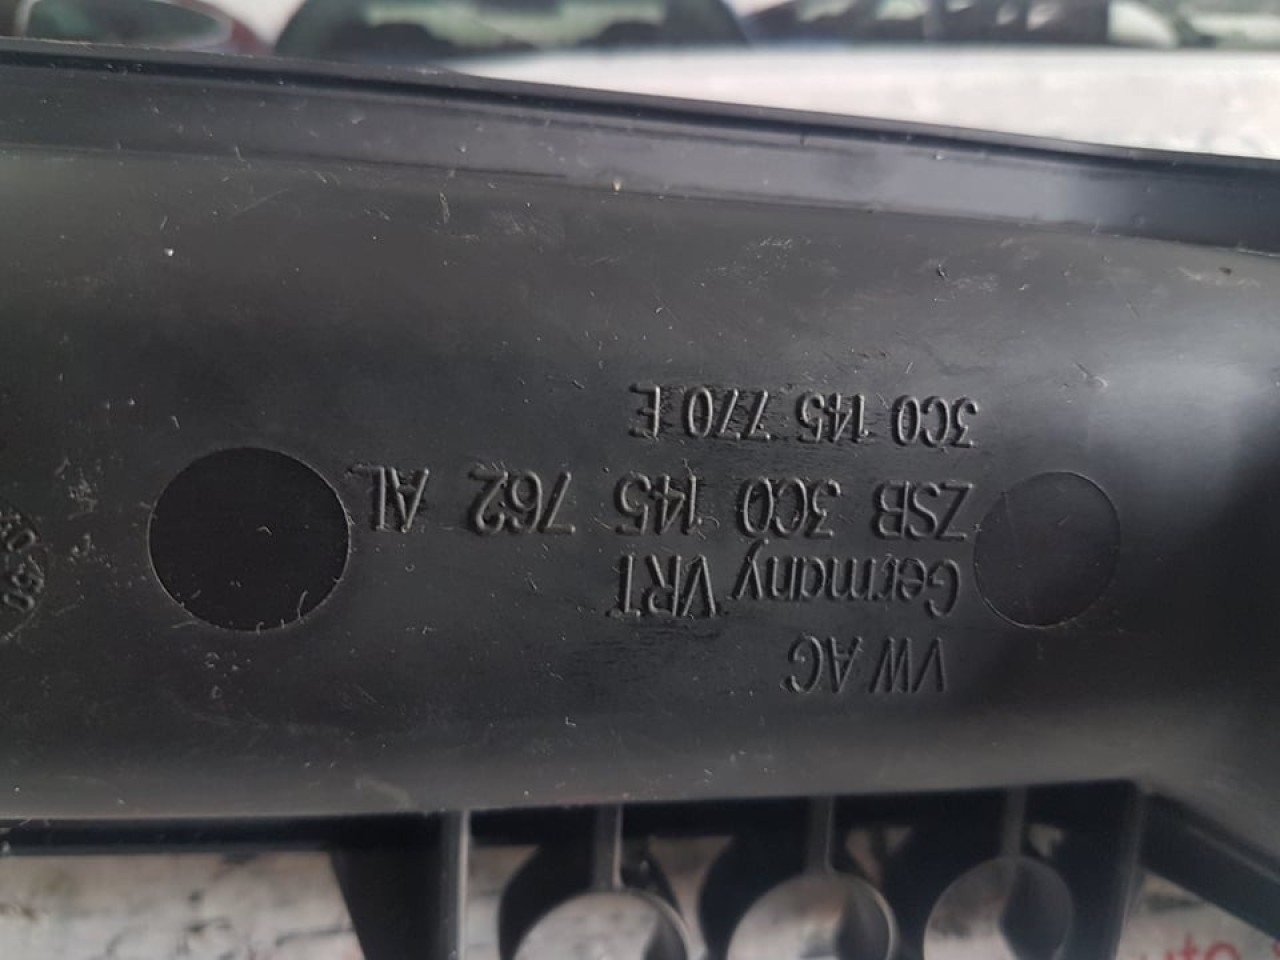 VW AG
Germany VRT
ZSB 3C0 145 762 AL
3C0 145 770 E